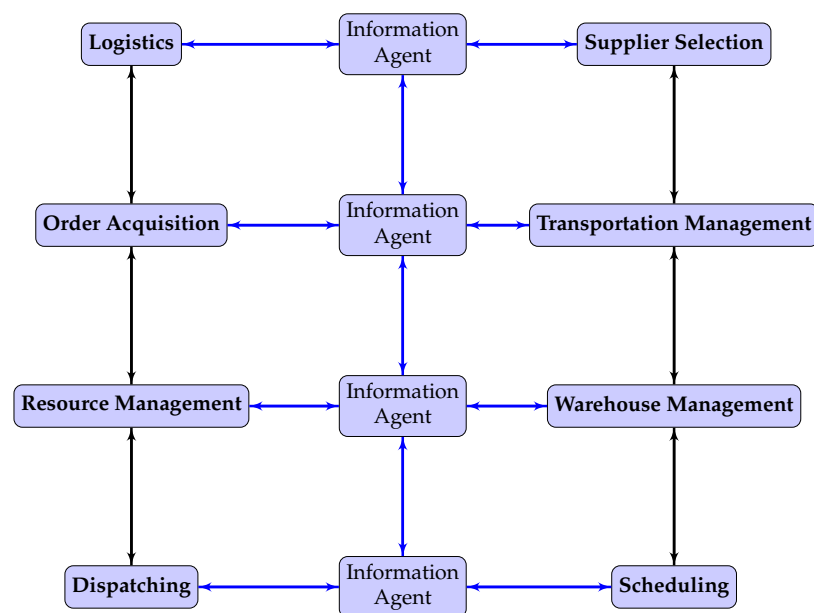 Logistics
Information
Agent
Supplier Selection
Order Acquisition
Information
Agent
Transportation Management
Resource Management
Information
Agent
Warehouse Management
Dispatching
Information
Agent
Scheduling